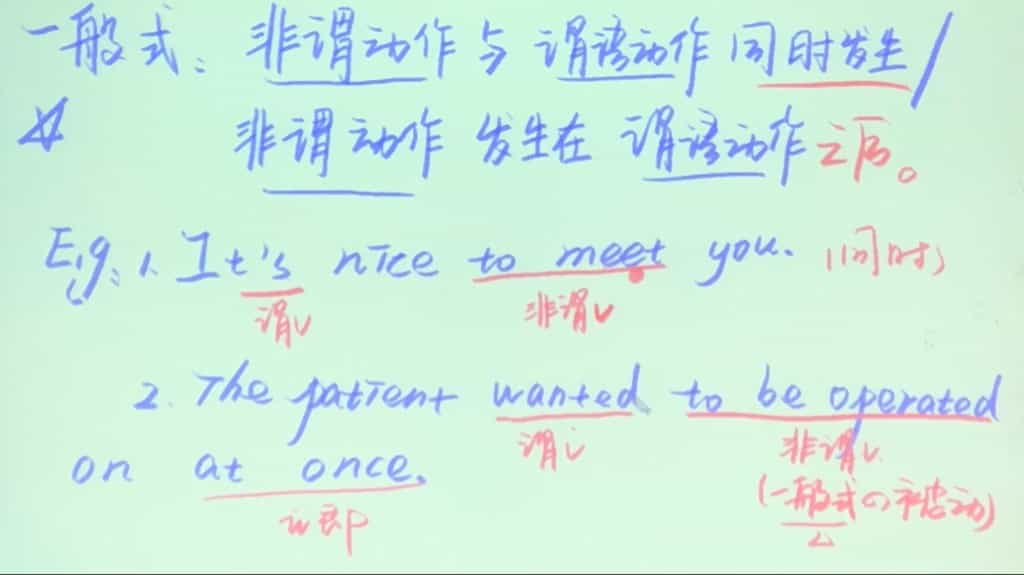 一般式: 非谓动作与谓语动作同时发生/
☆ 非谓动作发生在谓语动作之后。
E.g: 1. It's nice to meet you. (同时)
谓v 非谓v
2. The patient wanted to be operated
谓v 非谓v
on at once.
(一般式の被动)
立即